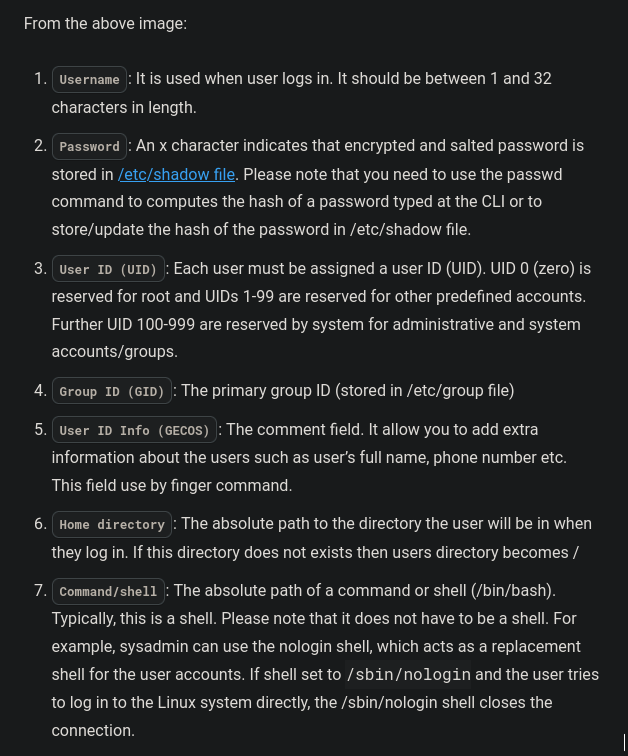 From the above image:
1. Username: It is used when user logs in. It should be between 1 and 32
characters in length.
2. Password: An x character indicates that encrypted and salted password is
stored in /etc/shadow file. Please note that you need to use the passwd
command to computes the hash of a password typed at the CLI or to
store/update the hash of the password in /etc/shadow file.
3. User ID (UID): Each user must be assigned a user ID (UID). UID 0 (zero) is
reserved for root and UIDs 1-99 are reserved for other predefined accounts.
Further UID 100-999 are reserved by system for administrative and system
accounts/groups.
4. Group ID (GID): The primary group ID (stored in /etc/group file)
5. User ID Info (GECOS): The comment field. It allow you to add extra
information about the users such as user’s full name, phone number etc.
This field use by finger command.
6. Home directory: The absolute path to the directory the user will be in when
they log in. If this directory does not exists then users directory becomes /
7. Command/shell: The absolute path of a command or shell (/bin/bash).
Typically, this is a shell. Please note that it does not have to be a shell. For
example, sysadmin can use the nologin shell, which acts as a replacement
shell for the user accounts. If shell set to /sbin/nologin and the user tries
to log in to the Linux system directly, the /sbin/nologin shell closes the
connection.